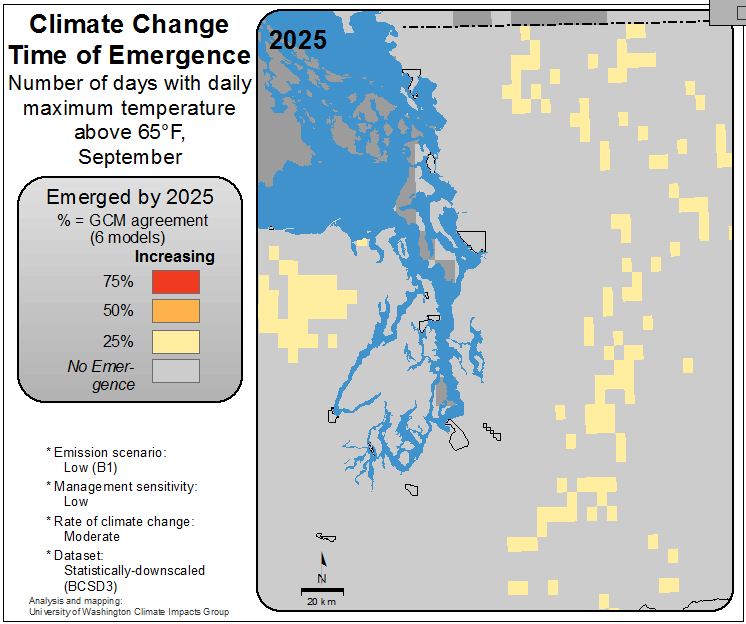 Climate Change
Time of Emergence
Number of days with daily
maximum temperature
above 65°F,
September
Emerged by 2025
% = GCM agreement
(6 models)
Increasing
75%
50%
25%
No Emer-
gence
* Emission scenario:
Low (B1)
* Management sensitivity:
Low
* Rate of climate change:
Moderate
* Dataset:
Statistically-downscaled
(BCSD3)
Analysis and mapping:
University of Washington Climate Impacts Group
2025
N
20 km